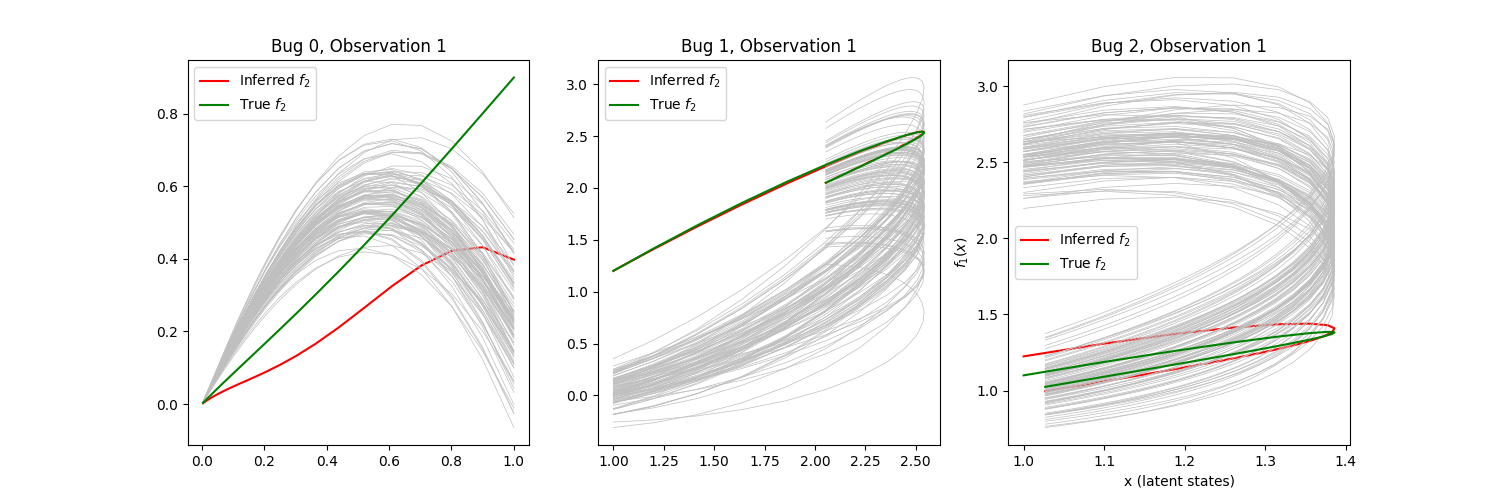 Bug 0, Observation 1
Inferred f₂
True f₂
0.8
0.6
0.4
0.2
0.0
0.0 0.2 0.4 0.6 0.8 1.0
Bug 1, Observation 1
Inferred f₂
True f₂
3.0
2.5
2.0
1.5
1.0
0.5
0.0
1.00 1.25 1.50 1.75 2.00 2.25 2.50
Bug 2, Observation 1
Inferred f₂
True f₂
f₁(x)
3.0
2.5
2.0
1.5
1.0
1.0 1.1 1.2 1.3 1.4
x (latent states)